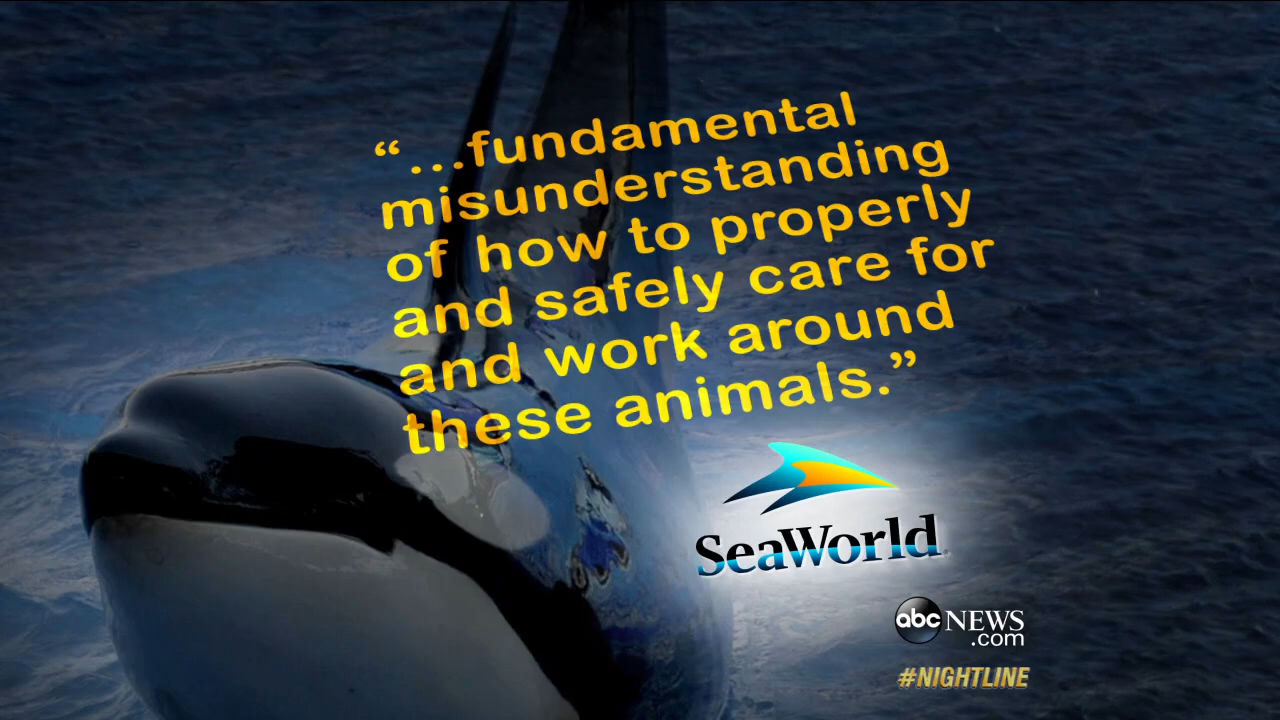 “...fundamental
misunderstanding
of how to properly
and safely care for
and work around
these animals.”
SeaWorld
abc NEWS
.com
#NIGHTLINE